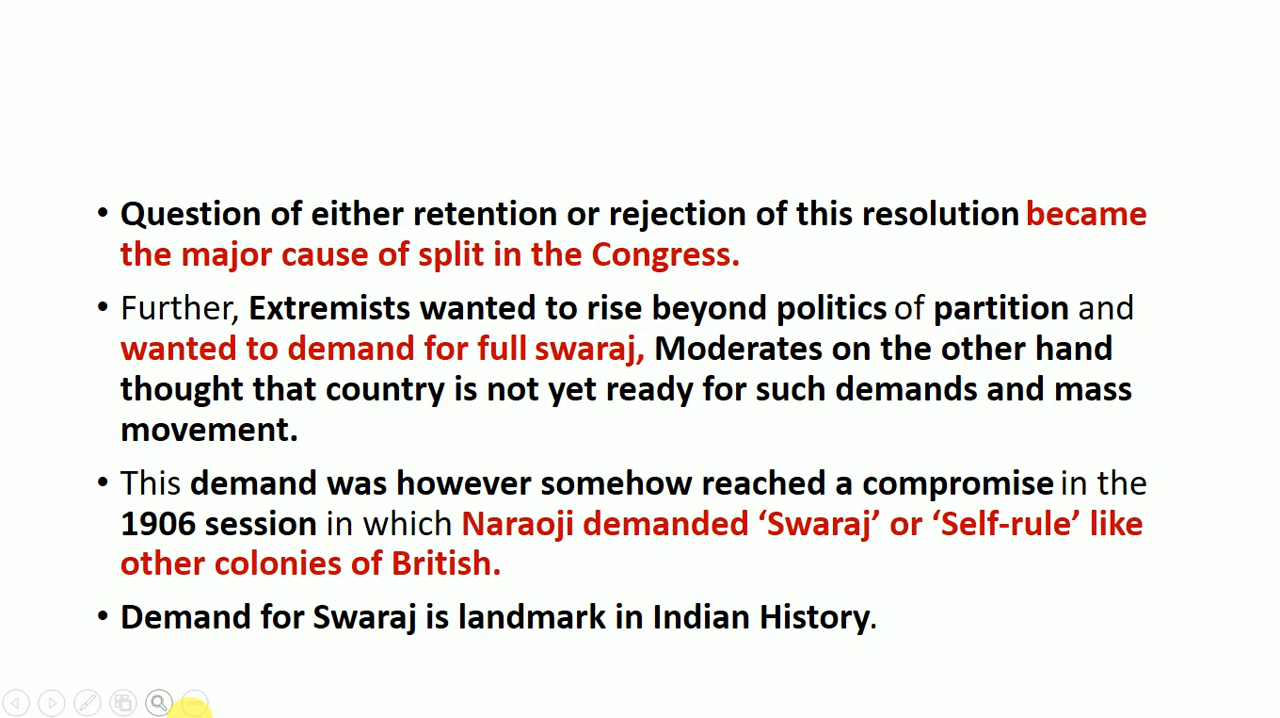 • Question of either retention or rejection of this resolution became
the major cause of split in the Congress.
• Further, Extremists wanted to rise beyond politics of partition and
wanted to demand for full swaraj, Moderates on the other hand
thought that country is not yet ready for such demands and mass
movement.
• This demand was however somehow reached a compromise in the
1906 session in which Naraoji demanded ‘Swaraj’ or ‘Self-rule’ like
other colonies of British.
• Demand for Swaraj is landmark in Indian History.